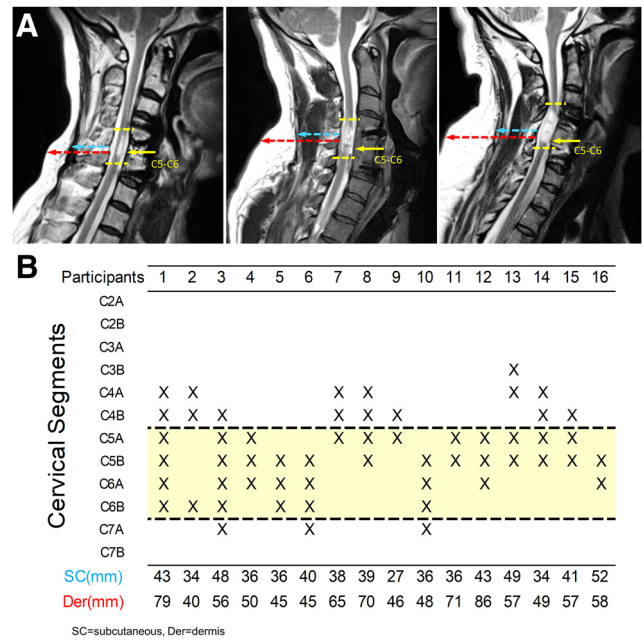 A
C5-C6
C5-C6
C5-C6
B
Participants 1 2 3 4 5 6 7 8 9 10 11 12 13 14 15 16
Cervical Segments
C2A
C2B
C3A
C3B X
C4A X X X X X X
C4B X X X X X X X X
C5A X X X X X X X X X X X
C5B X X X X X X X X X X X X X
C6A X X X X X X X X
C6B X X X X X X
C7A X X X
C7B
SC(mm) 43 34 48 36 36 40 38 39 27 36 36 43 49 34 41 52
Der(mm) 79 40 56 50 45 45 65 70 46 48 71 86 57 49 57 58
SC=subcutaneous, Der=dermis